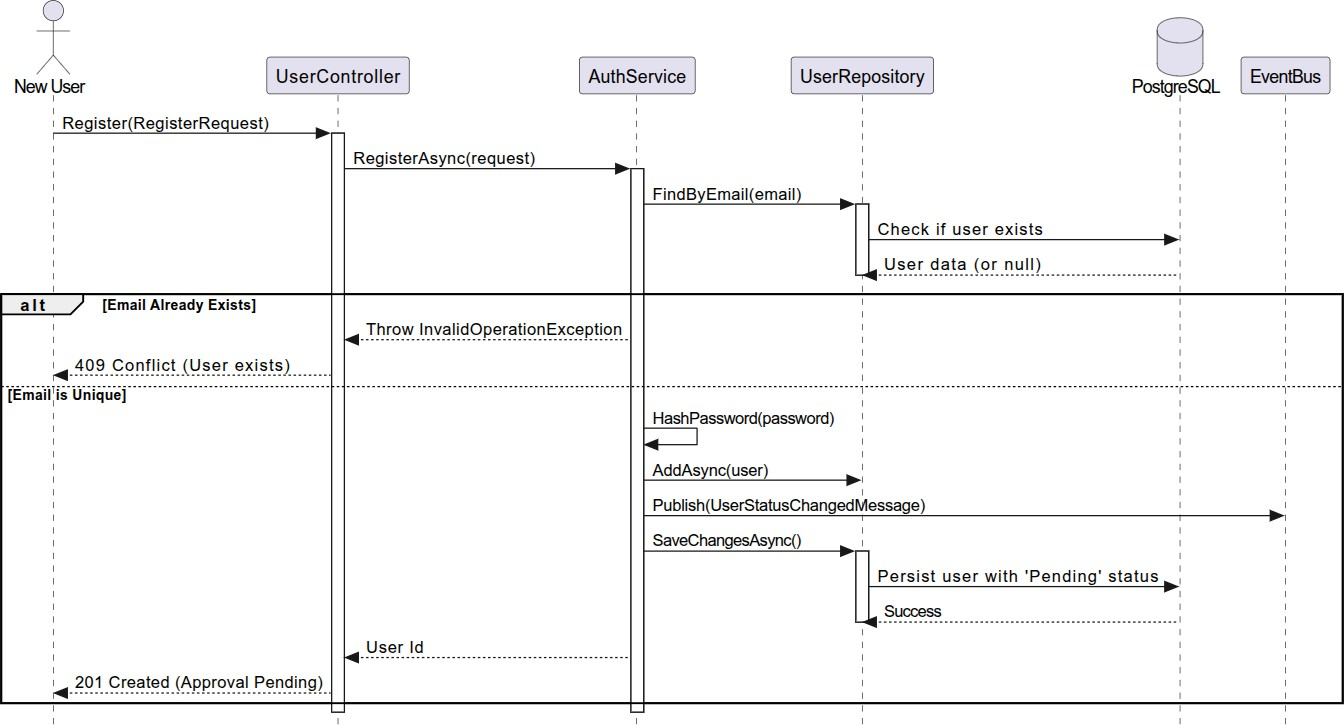 New User
UserController
AuthService
UserRepository
PostgreSQL
EventBus
Register(RegisterRequest)
RegisterAsync(request)
FindByEmail(email)
Check if user exists
User data (or null)
alt
[Email Already Exists]
Throw InvalidOperationException
409 Conflict (User exists)
[Email is Unique]
HashPassword(password)
AddAsync(user)
Publish(UserStatusChangedMessage)
SaveChangesAsync()
Persist user with 'Pending' status
Success
User Id
201 Created (Approval Pending)